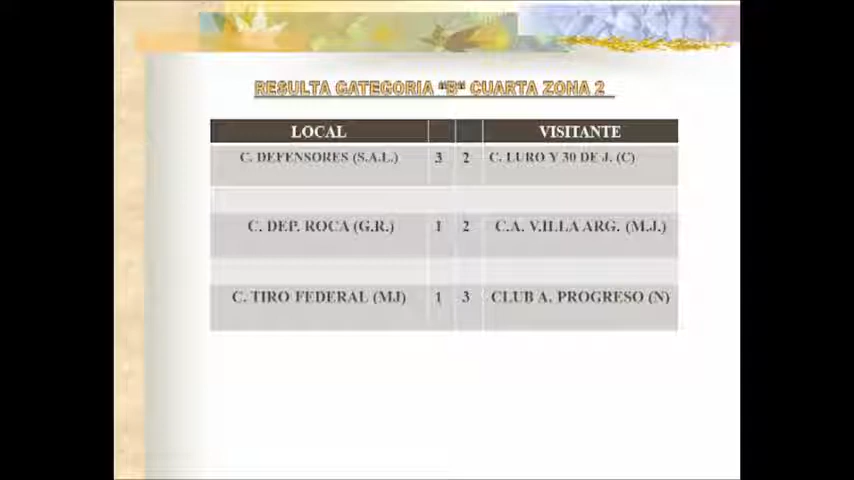 RESULTA CATEGORIA "B" CUARTA ZONA 2
LOCAL VISITANTE
C. DEFENSORES (S.A.L.) 3 2 C. LURO Y 30 DE J. (C)
C. DEP. ROCA (G.R.) 1 2 C.A. V.ILLA ARG. (M.J.)
C. TIRO FEDERAL (MJ) 1 3 CLUB A. PROGRESO (N)